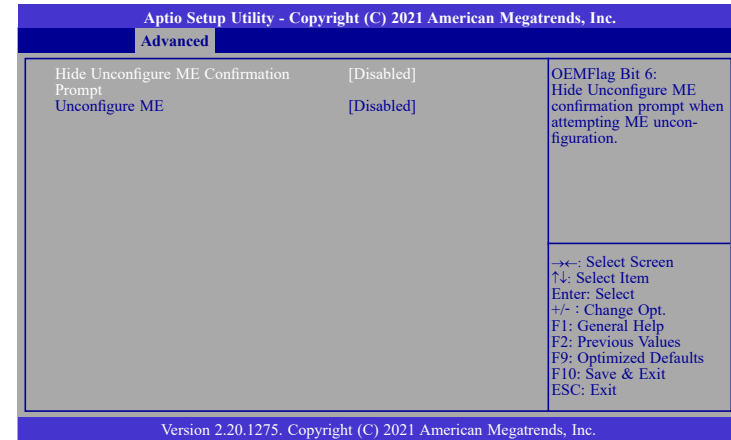 Aptio Setup Utility - Copyright (C) 2021 American Megatrends, Inc.
Advanced
Hide Unconfigure ME Confirmation [Disabled]
Prompt
Unconfigure ME [Disabled]
OEMFlag Bit 6:
Hide Unconfigure ME
confirmation prompt when
attempting ME uncon-
figuration.
→←: Select Screen
↑↓: Select Item
Enter: Select
+/- : Change Opt.
F1: General Help
F2: Previous Values
F9: Optimized Defaults
F10: Save & Exit
ESC: Exit
Version 2.20.1275. Copyright (C) 2021 American Megatrends, Inc.